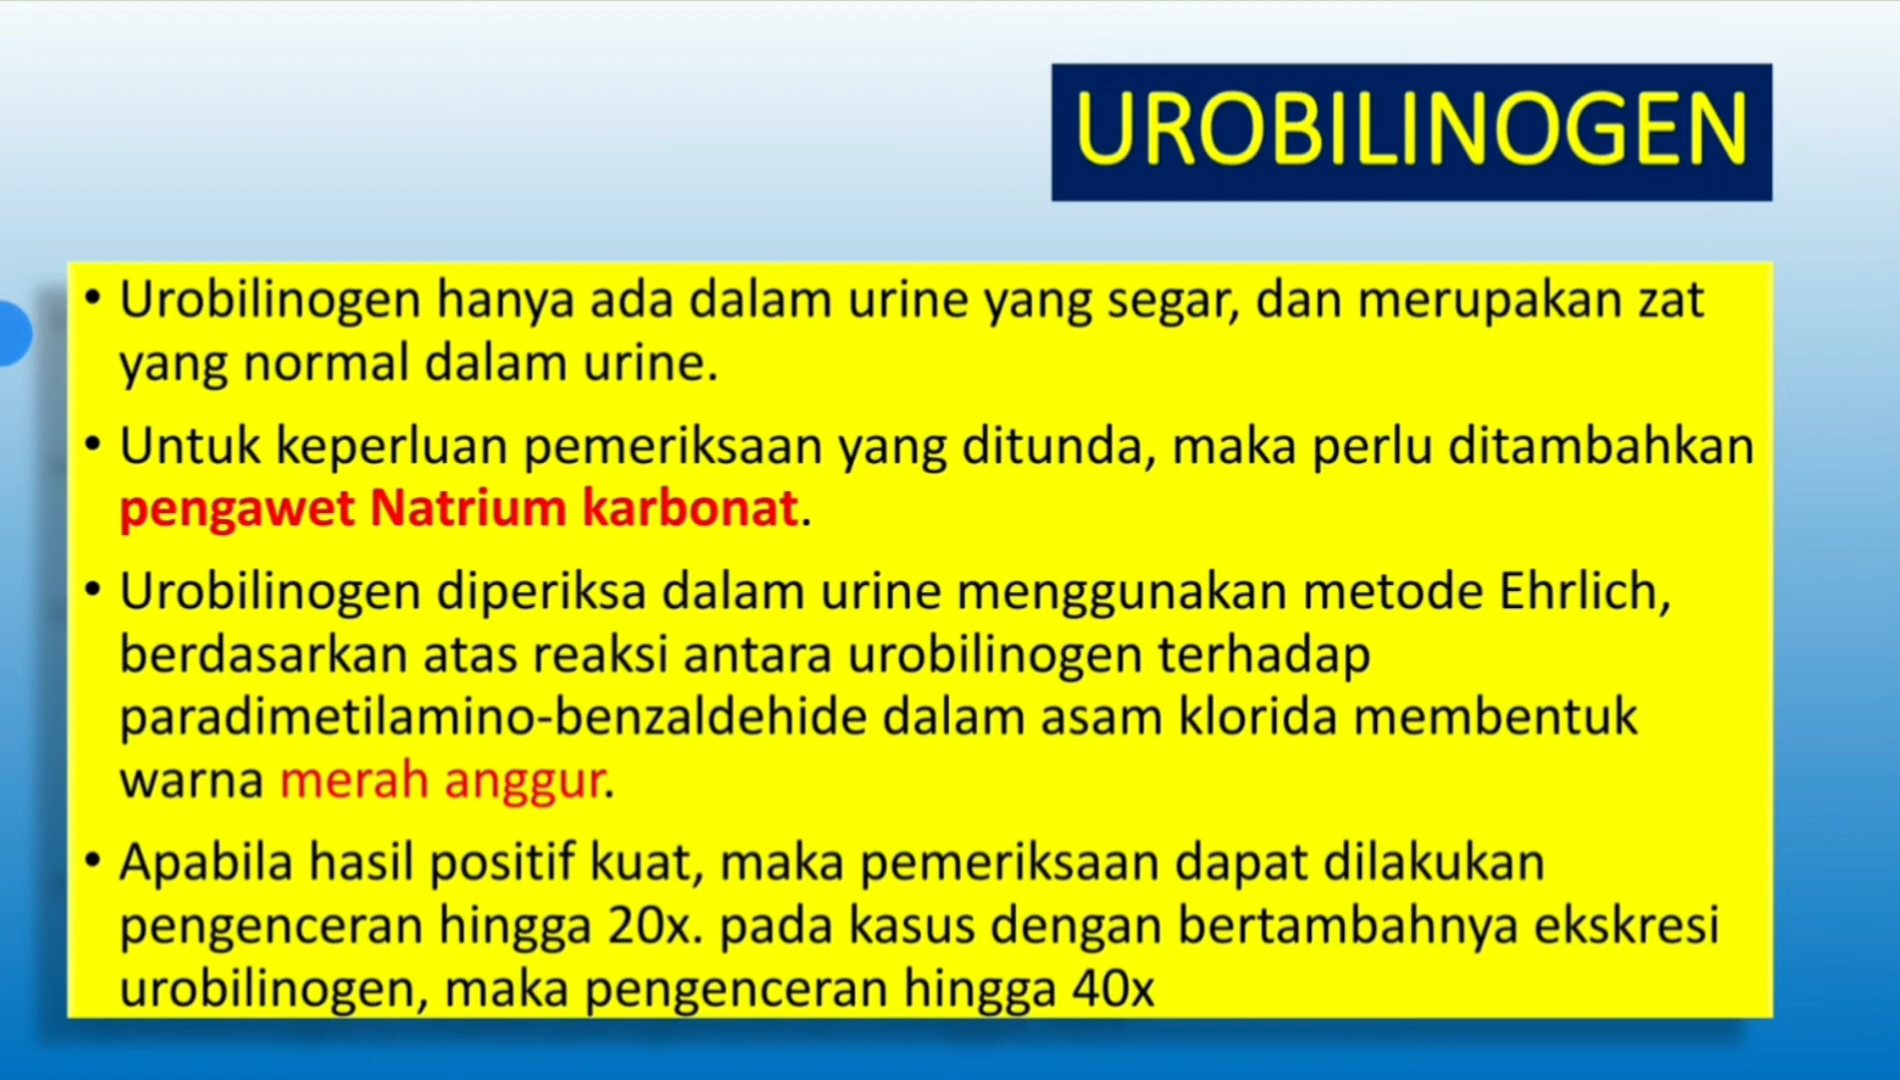 UROBILINOGEN
• Urobilinogen hanya ada dalam urine yang segar, dan merupakan zat
yang normal dalam urine.
• Untuk keperluan pemeriksaan yang ditunda, maka perlu ditambahkan
pengawet Natrium karbonat.
• Urobilinogen diperiksa dalam urine menggunakan metode Ehrlich,
berdasarkan atas reaksi antara urobilinogen terhadap
paradimetilamino-benzaldehide dalam asam klorida membentuk
warna merah anggur.
• Apabila hasil positif kuat, maka pemeriksaan dapat dilakukan
pengenceran hingga 20x. pada kasus dengan bertambahnya ekskresi
urobilinogen, maka pengenceran hingga 40x